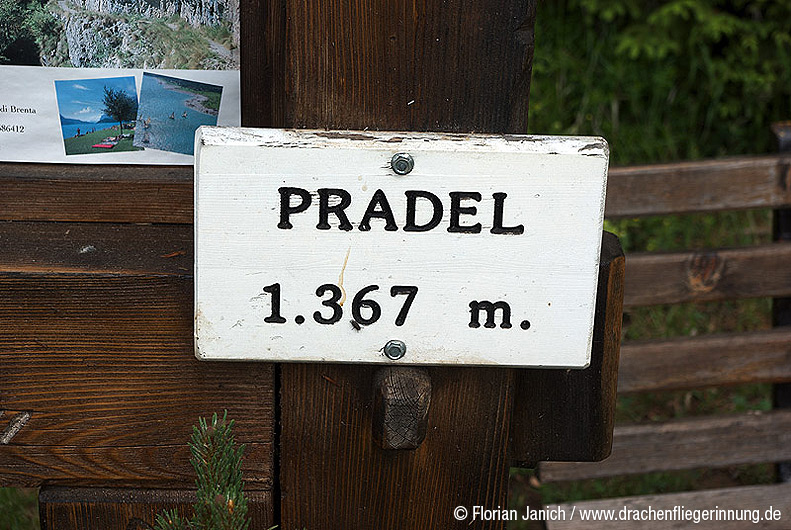 di Brenta
86412
PRADEL
1.367 m.
© Florian Janich / www.drachenfliegerinnung.de